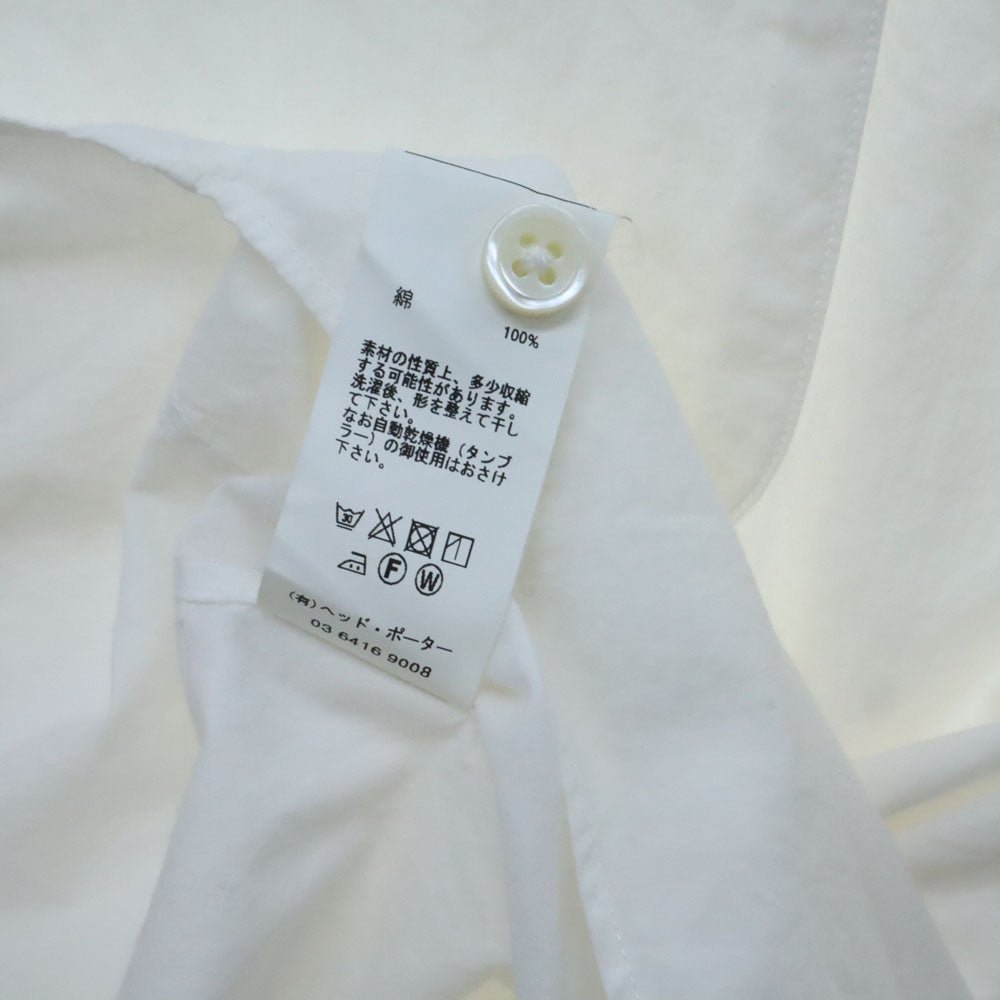 綿 100%
素材の性質上、多少収縮
する可能性があります。
洗濯後、形を整えて干し
て下さい。
なお自動乾燥機（タンブ
ラー）の御使用はおさけ
下さい。
30
F W
(有)ヘッド・ポーター
03 6416 9008